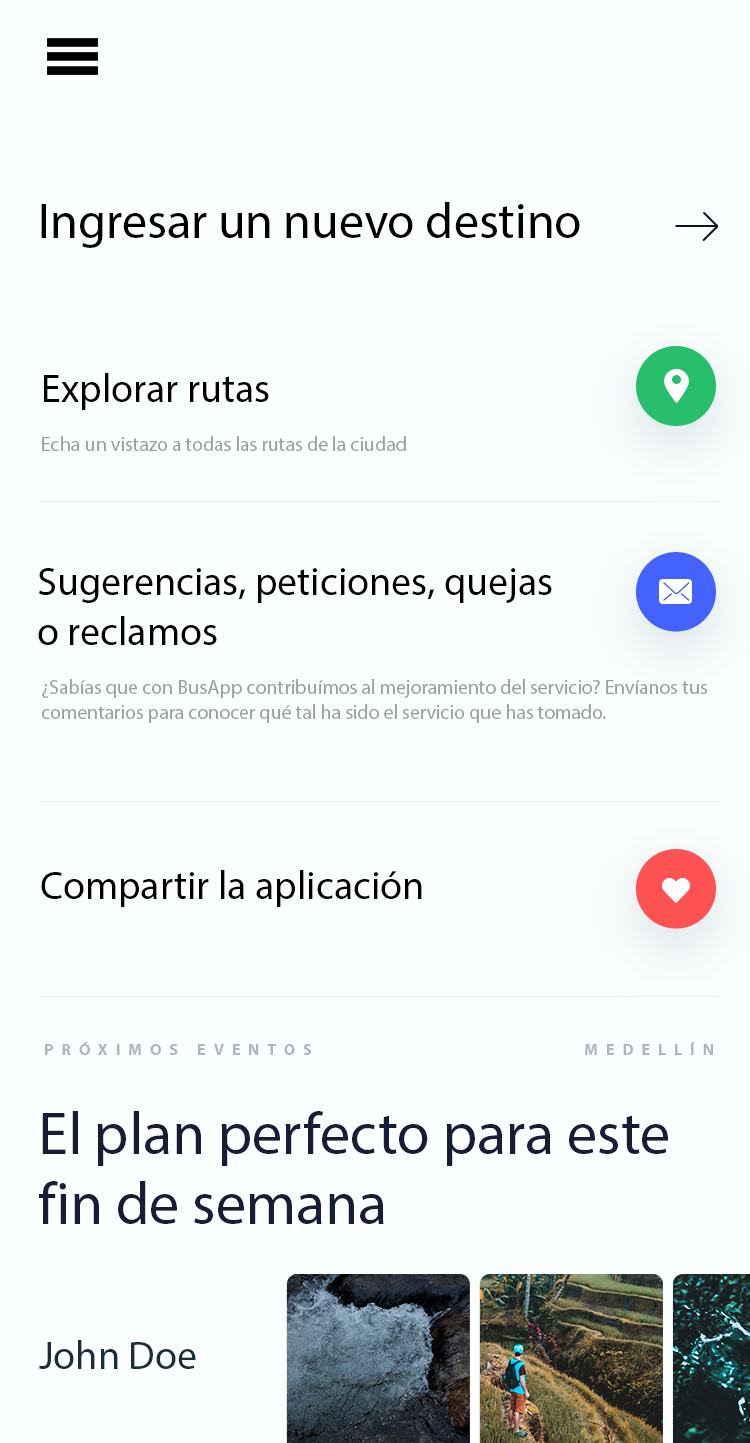 Ingresar un nuevo destino
Explorar rutas
Echa un vistazo a todas las rutas de la ciudad
Sugerencias, peticiones, quejas
o reclamos
¿Sabías que con BusApp contribuímos al mejoramiento del servicio? Envíanos tus
comentarios para conocer qué tal ha sido el servicio que has tomado.
Compartir la aplicación
PRÓXIMOS EVENTOS MEDELLÍN
El plan perfecto para este
fin de semana
John Doe